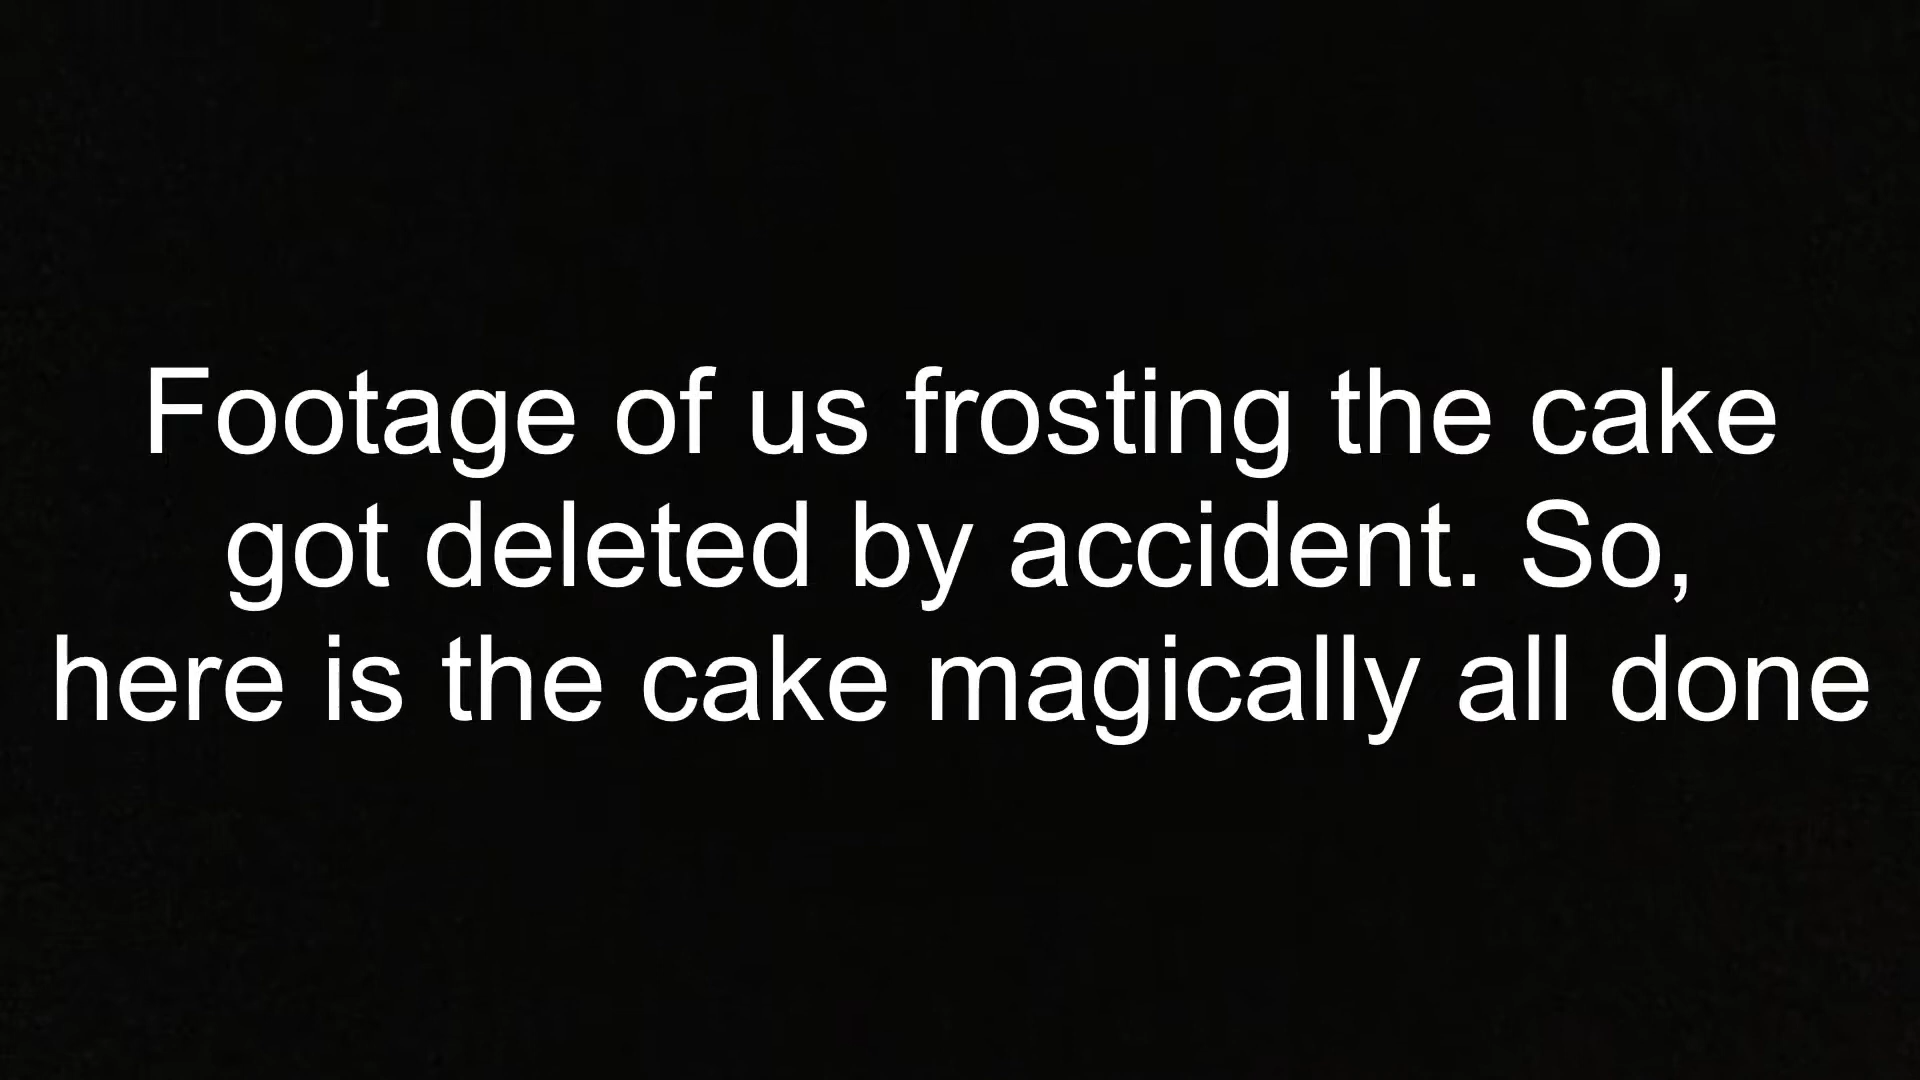 Footage of us frosting the cake
got deleted by accident. So,
here is the cake magically all done